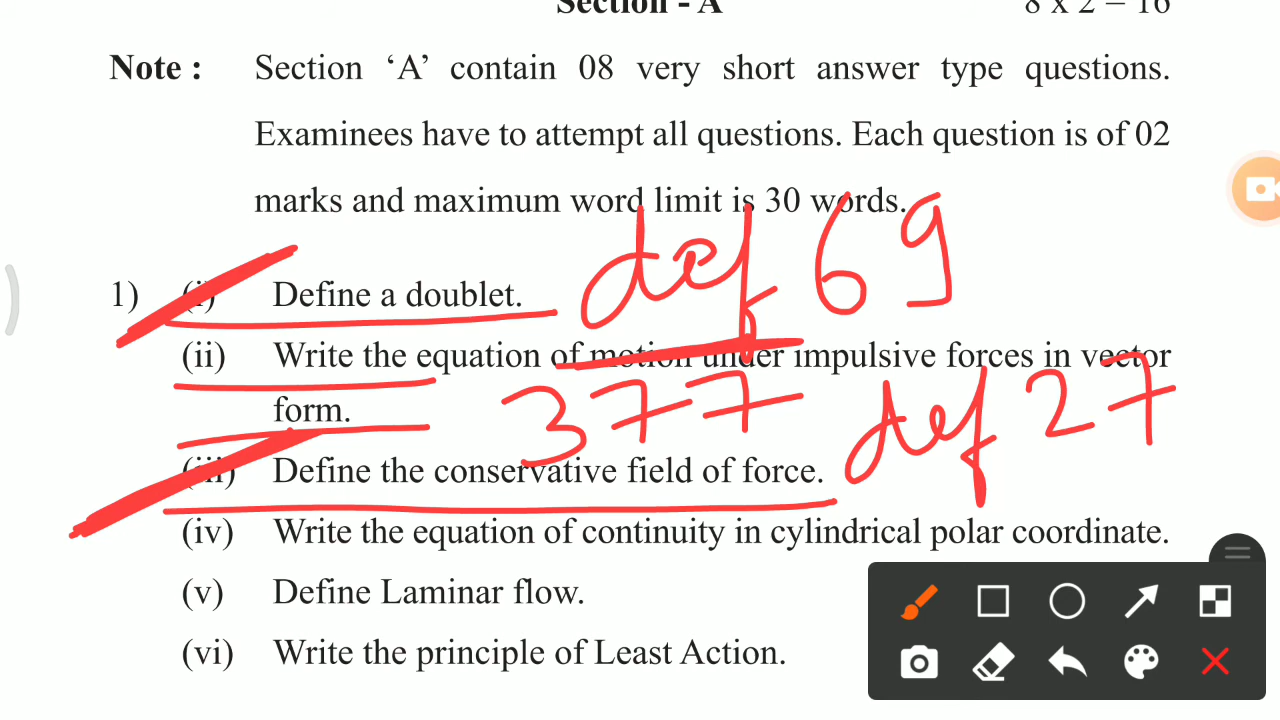 Section - A 8 x 2 = 16
Note : Section ‘A’ contain 08 very short answer type questions.
Examinees have to attempt all questions. Each question is of 02
marks and maximum word limit is 30 words.
def 69
1) (i) Define a doublet.
(ii) Write the equation of motion under impulsive forces in vector
form.
377 def 27
(iii) Define the conservative field of force.
(iv) Write the equation of continuity in cylindrical polar coordinate.
(v) Define Laminar flow.
(vi) Write the principle of Least Action.